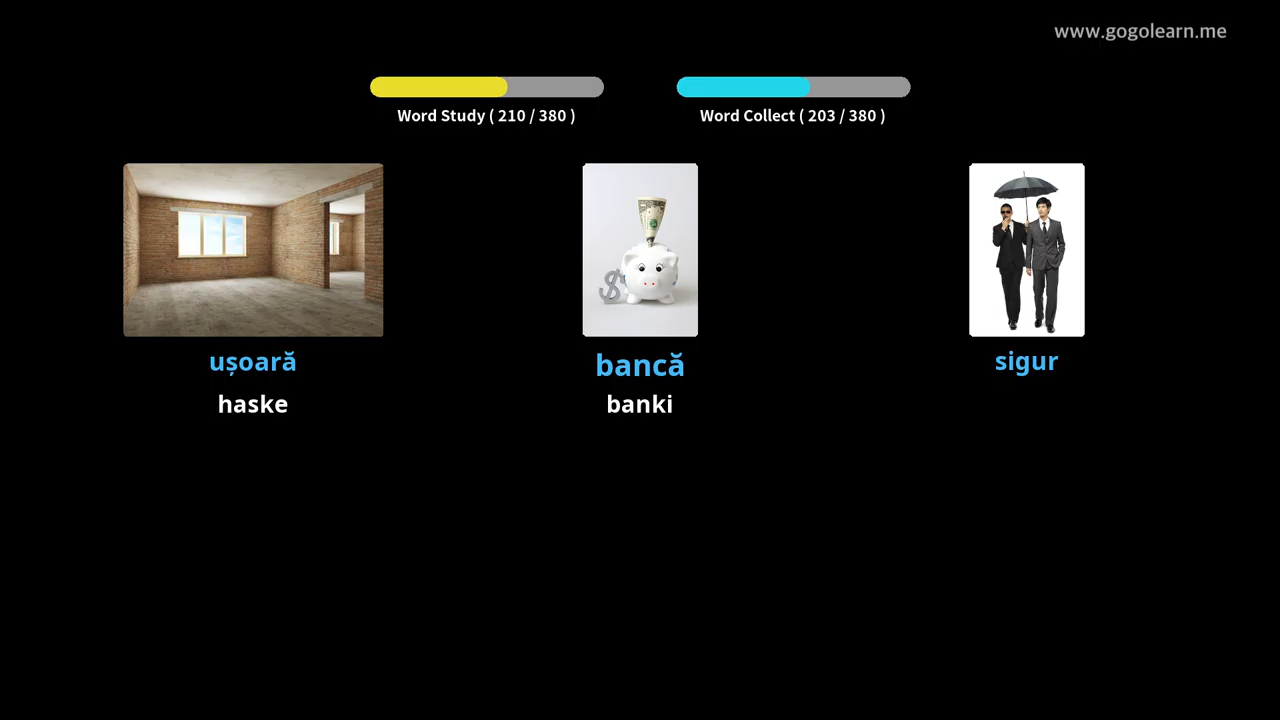 www.gogolearn.me
Word Study ( 210 / 380 )
Word Collect ( 203 / 380 )
ușoară
bancă
sigur
haske
banki